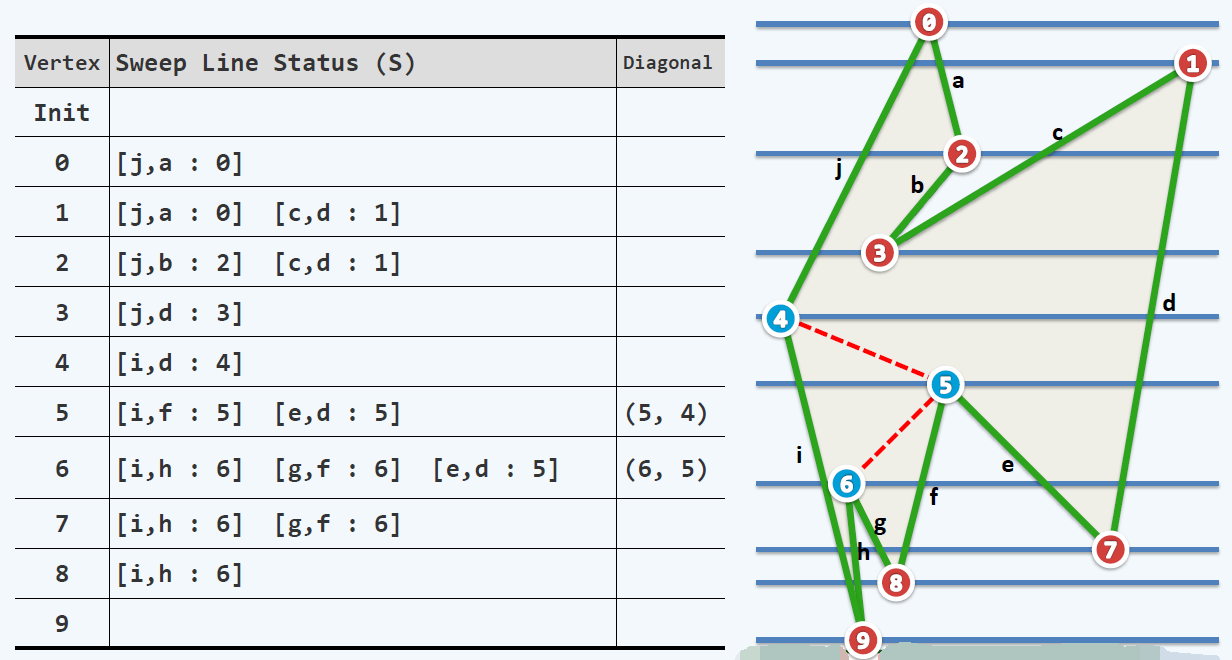 Vertex Sweep Line Status (S) Diagonal
Init
0 [j,a : 0]
1 [j,a : 0] [c,d : 1]
2 [j,b : 2] [c,d : 1]
3 [j,d : 3]
4 [i,d : 4]
5 [i,f : 5] [e,d : 5] (5, 4)
6 [i,h : 6] [g,f : 6] [e,d : 5] (6, 5)
7 [i,h : 6] [g,f : 6]
8 [i,h : 6]
9
0
1
a
c
2
j
b
3
d
4
5
i
e
6
f
g
h
7
8
9